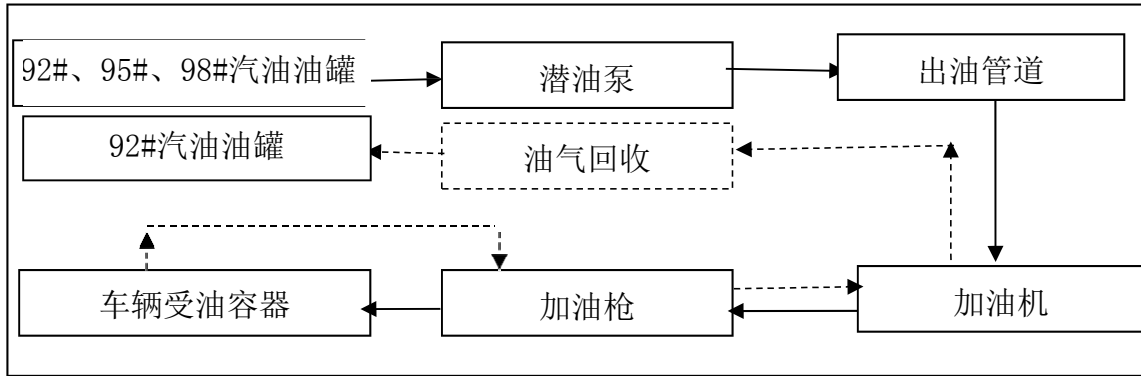 92#、95#、98#汽油油罐
潜油泵
出油管道
92#汽油油罐
油气回收
车辆受油容器
加油枪
加油机